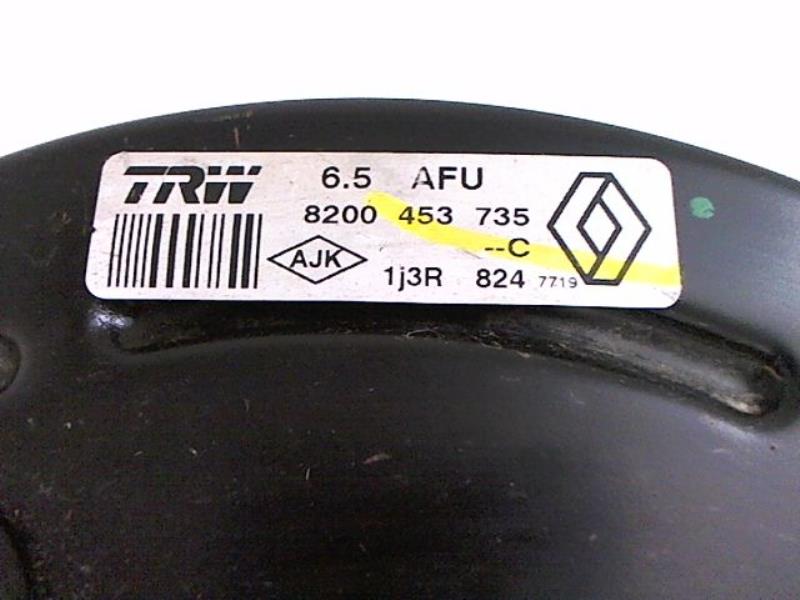 TRW 6.5 AFU
8200 453 735
--C
AJK 1j3R 824 7719